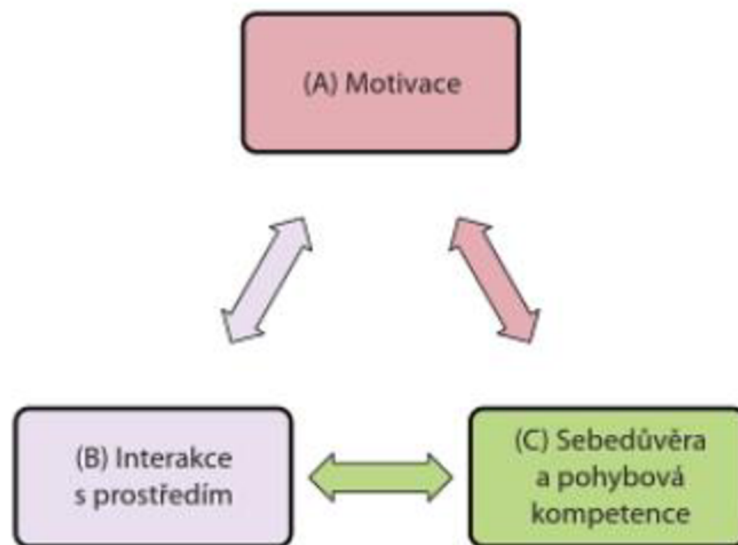 (A) Motivace
(B) Interakce
s prostředím
(C) Sebedůvěra
a pohybová
kompetence